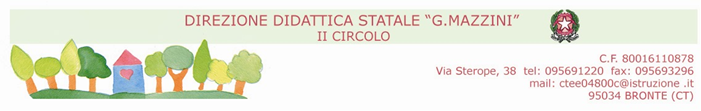 DIREZIONE DIDATTICA STATALE “G.MAZZINI”
II CIRCOLO
C.F. 80016110878
Via Sterope, 38 tel: 095691220 fax: 095693296
mail: ctee04800c@istruzione .it
95034 BRONTE (CT)